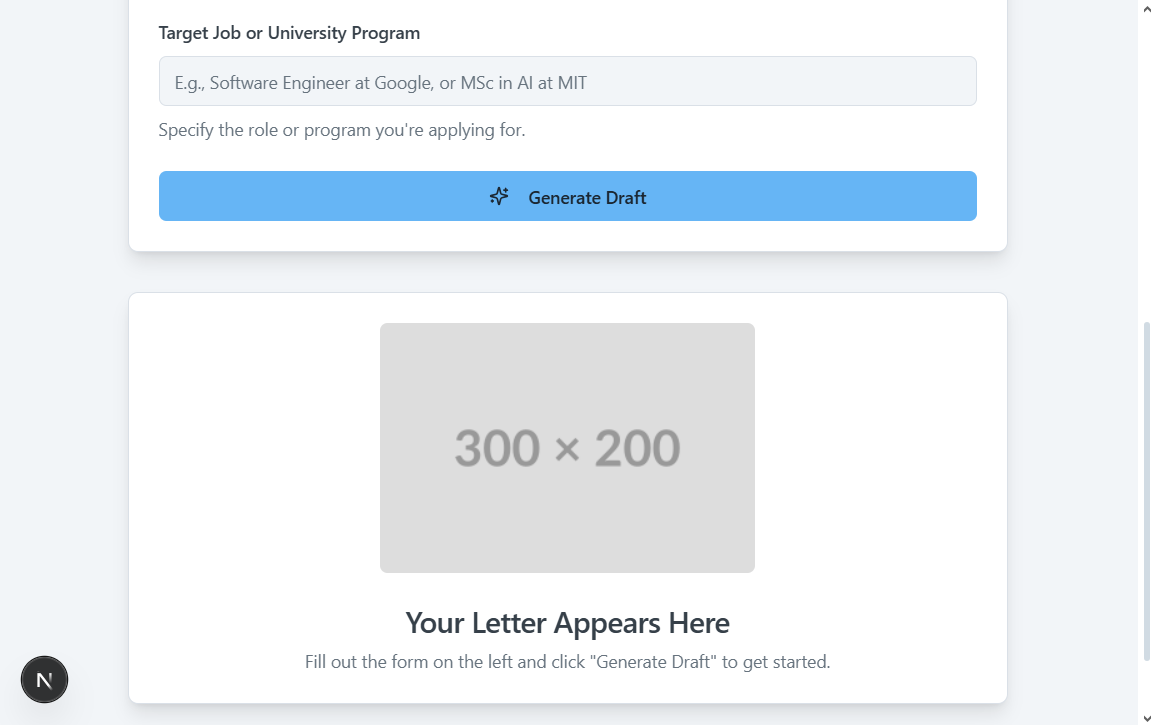 Target Job or University Program
E.g., Software Engineer at Google, or MSc in AI at MIT
Specify the role or program you're applying for.
Generate Draft
300 × 200
Your Letter Appears Here
Fill out the form on the left and click "Generate Draft" to get started.
N